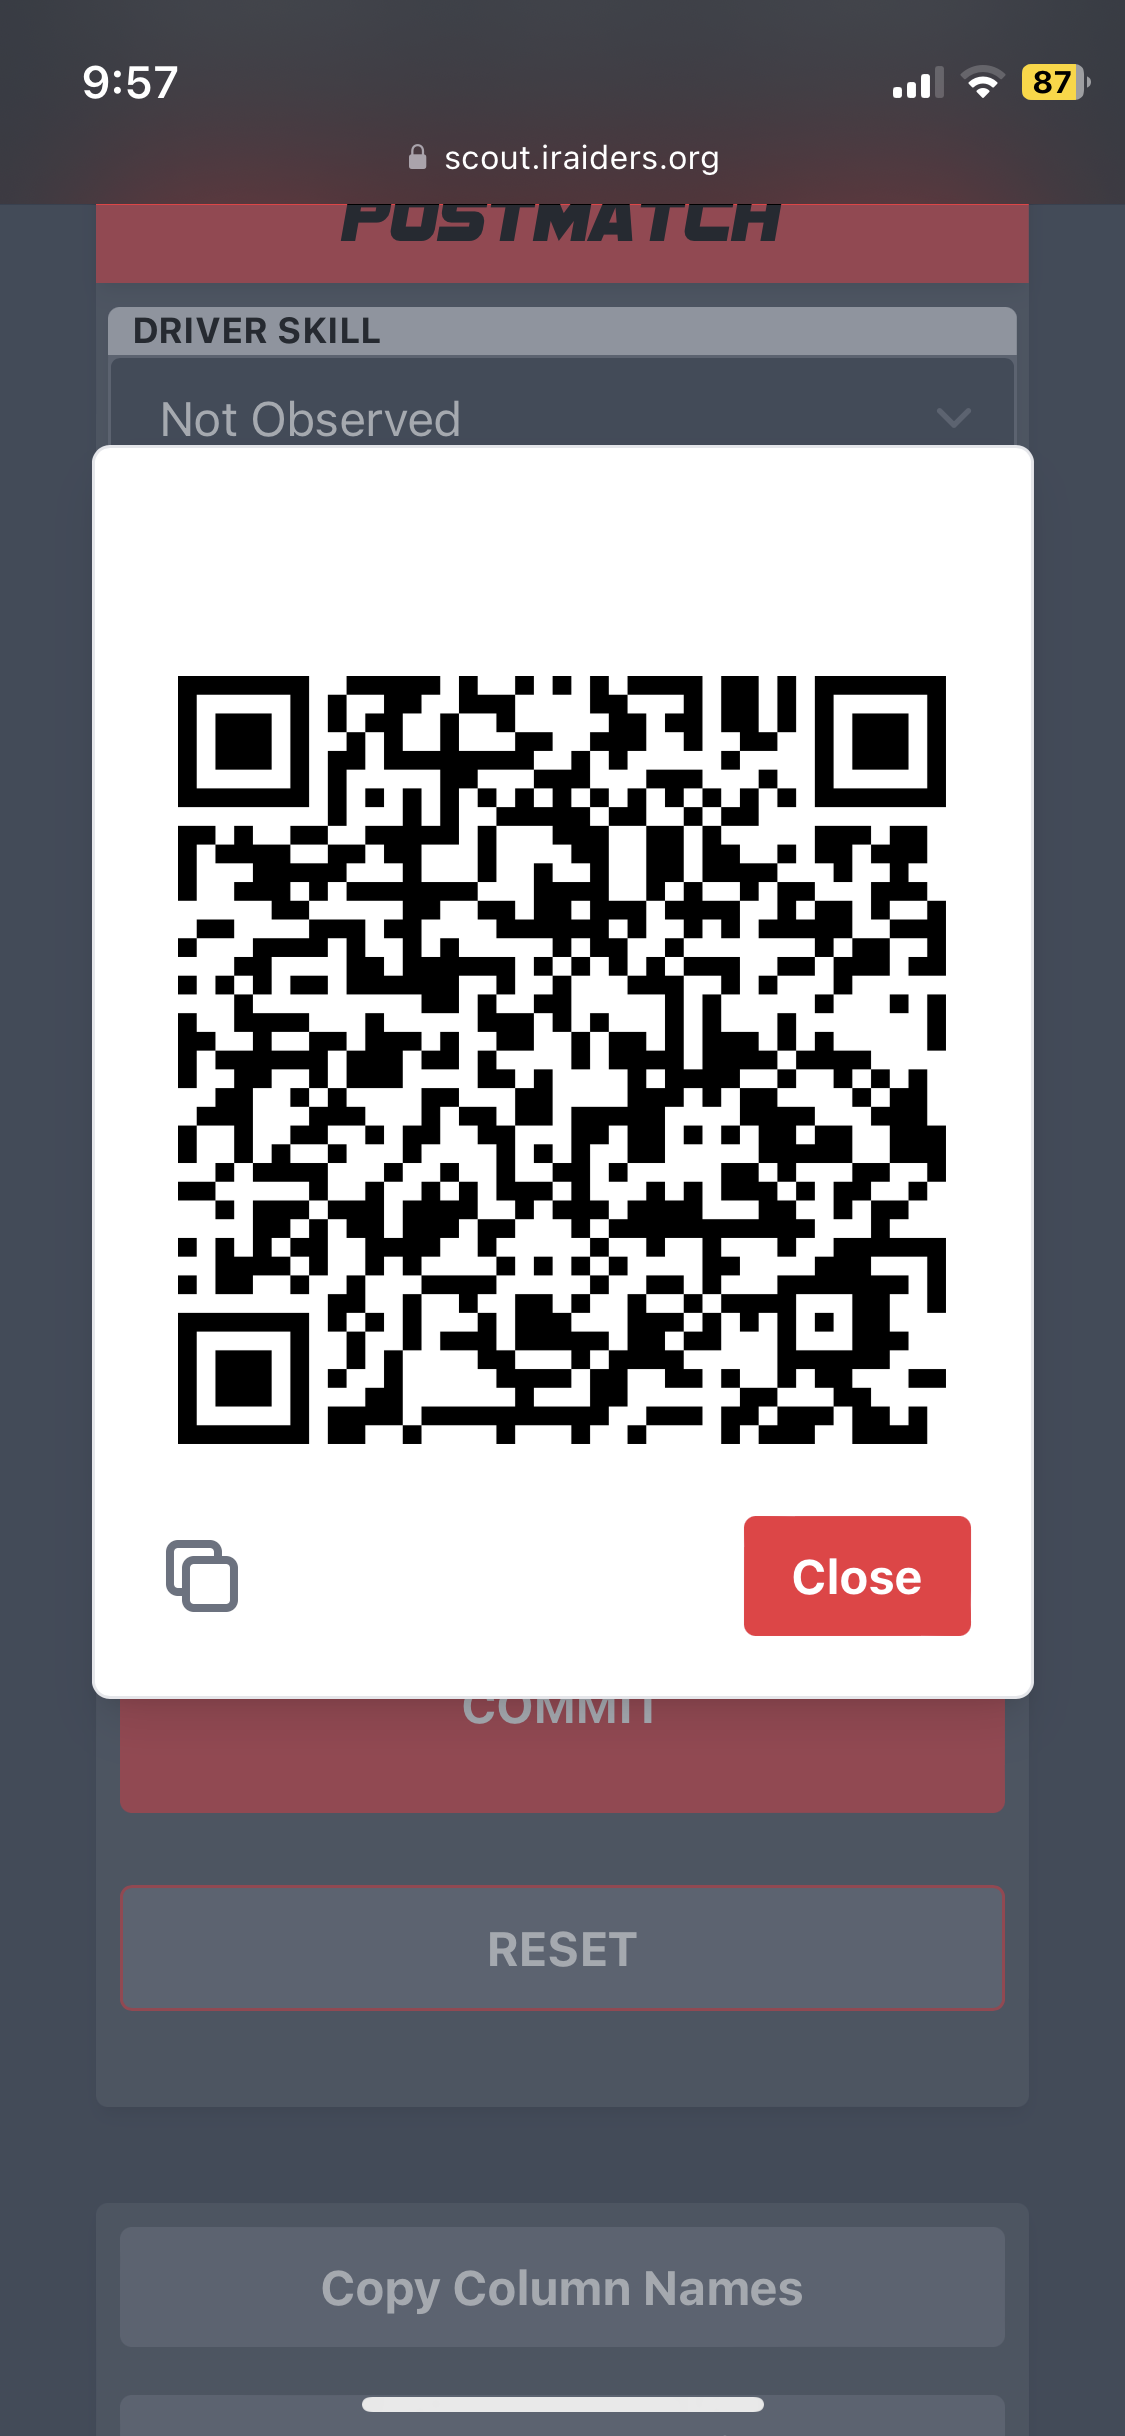 9:57
87
scout.iraiders.org
POSTMATCH
DRIVER SKILL
Not Observed
Close
COMMIT
RESET
Copy Column Names